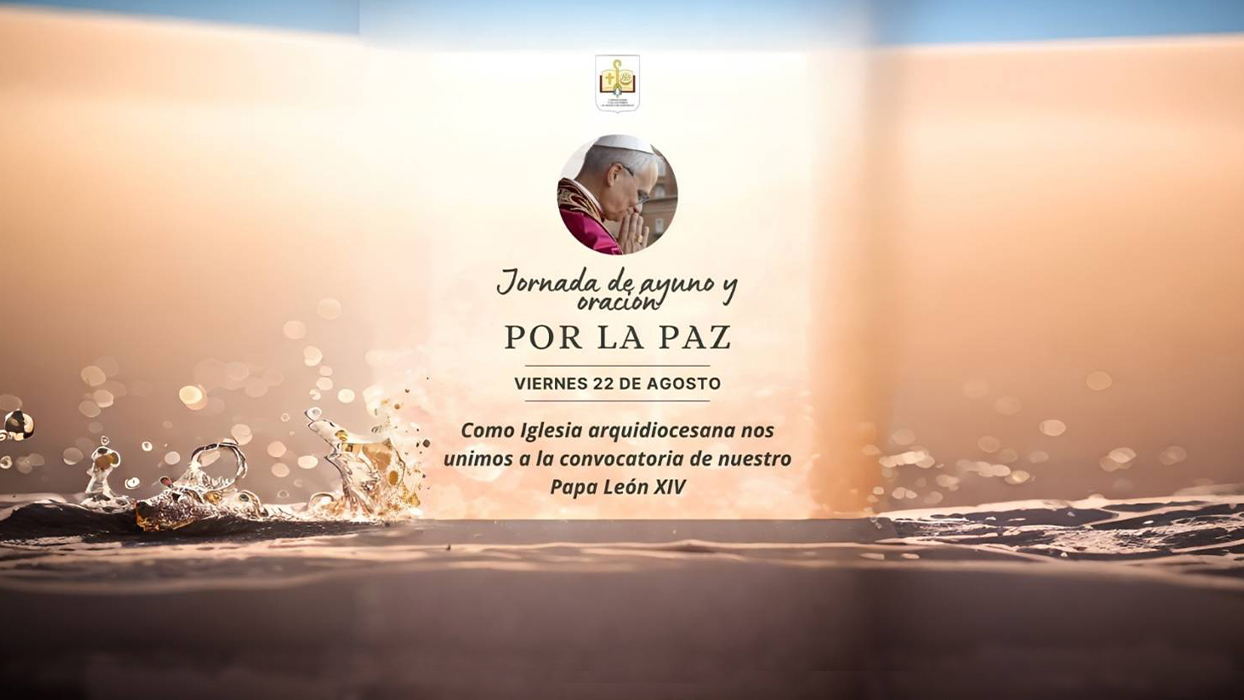 Jornada de ayuno y
oración
POR LA PAZ
VIERNES 22 DE AGOSTO
Como Iglesia arquidiocesana nos
unimos a la convocatoria de nuestro
Papa León XIV